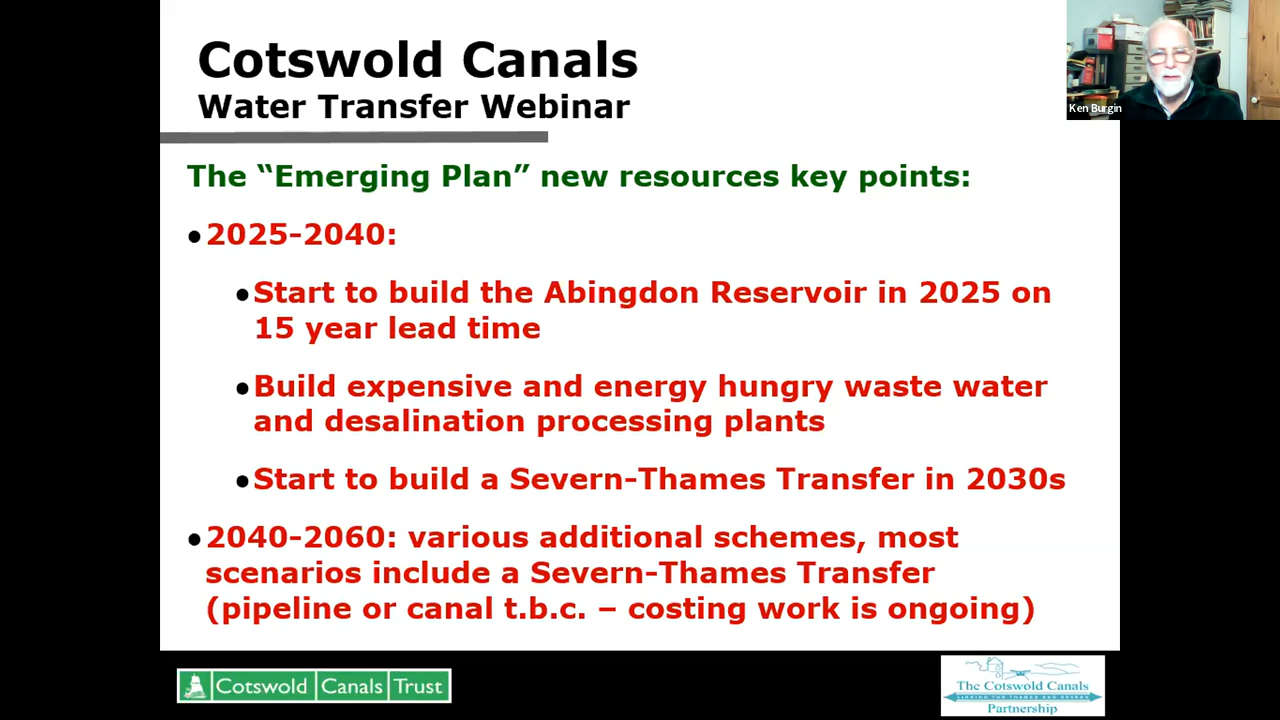 Cotswold Canals
Water Transfer Webinar
Ken Burgin
The “Emerging Plan” new resources key points:
●2025-2040:
●Start to build the Abingdon Reservoir in 2025 on
15 year lead time
●Build expensive and energy hungry waste water
and desalination processing plants
●Start to build a Severn-Thames Transfer in 2030s
●2040-2060: various additional schemes, most
scenarios include a Severn-Thames Transfer
(pipeline or canal t.b.c. – costing work is ongoing)
Cotswold Canals Trust
The Cotswold Canals
Partnership